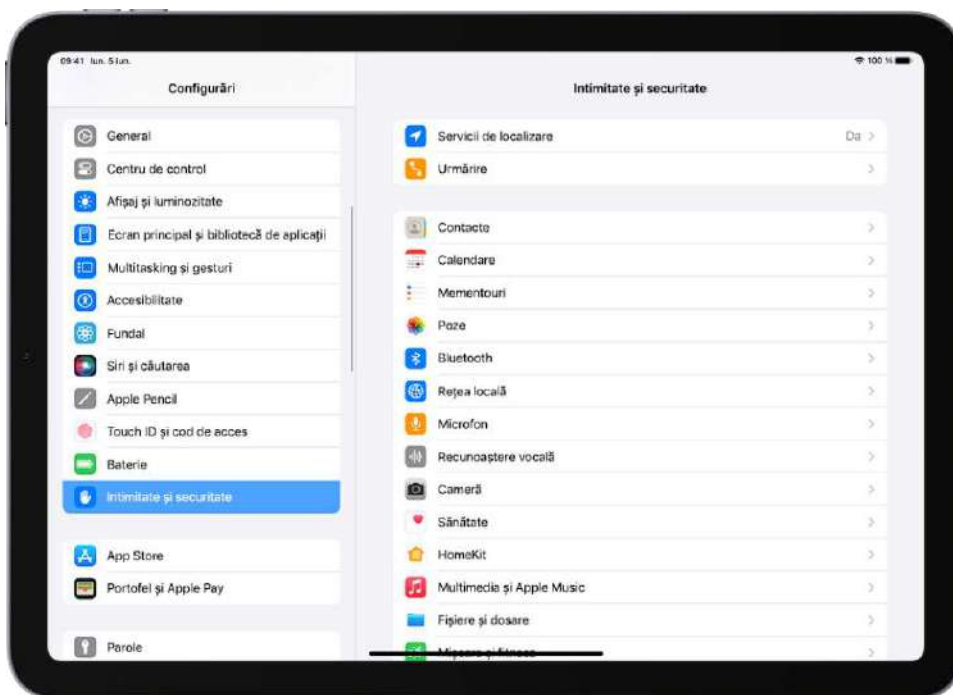 09:41 lun. 5 iun.
100 %
Configurări
Intimitate și securitate
General
Centru de control
Afișaj și luminozitate
Ecran principal și bibliotecă de aplicații
Multitasking și gesturi
Accesibilitate
Fundal
Siri și căutarea
Apple Pencil
Touch ID și cod de acces
Baterie
Intimitate și securitate
App Store
Portofel și Apple Pay
Parole
Servicii de localizare
Da
Urmărire
Contacte
Calendare
Mementouri
Poze
Bluetooth
Rețea locală
Microfon
Recunoaștere vocală
Cameră
Sănătate
HomeKit
Multimedia și Apple Music
Fișiere și dosare
Mișcare și fitness